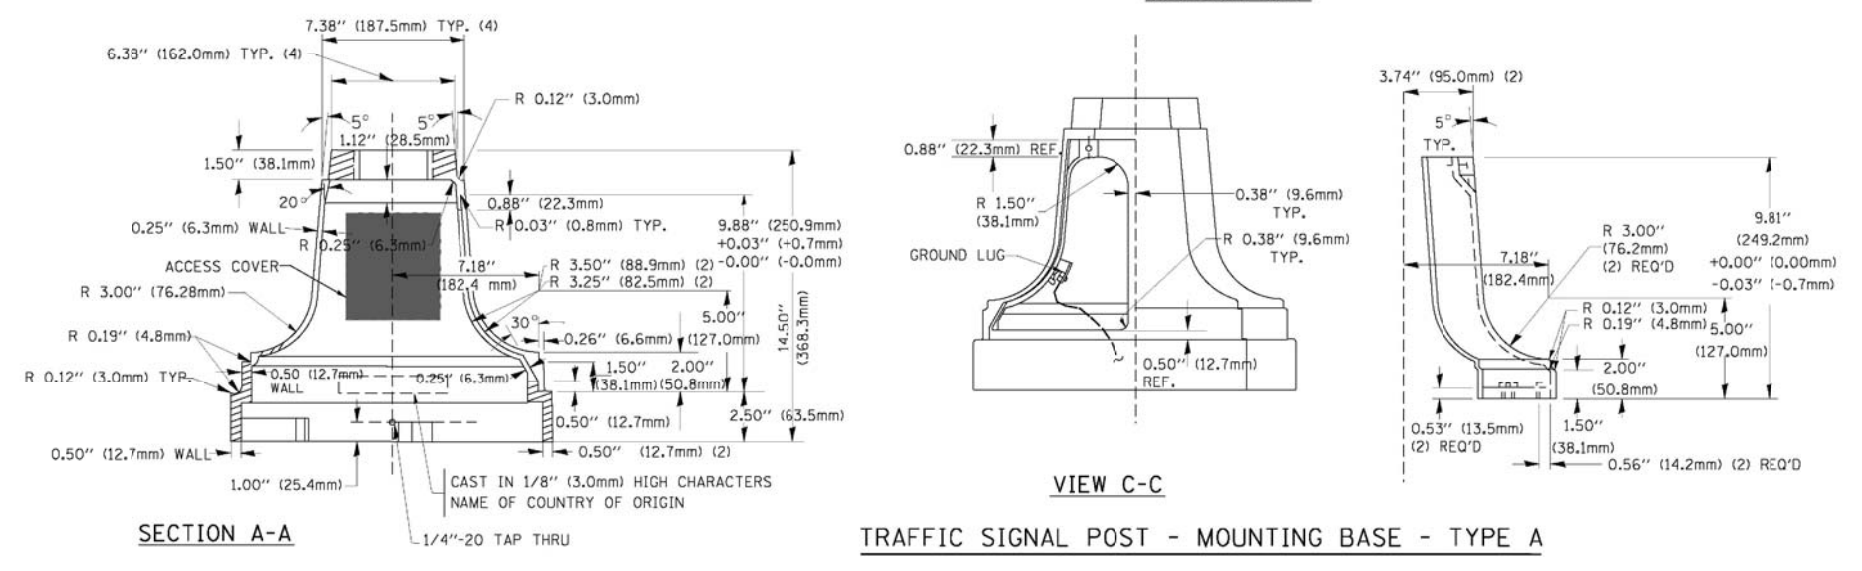 7.38" (187.5mm) TYP. (4)
6.38" (162.0mm) TYP. (4)
R 0.12" (3.0mm)
5°
5°
1.12" (28.5mm)
1.50" (38.1mm)
20°
0.88" (22.3mm)
0.25" (6.3mm) WALL
R 0.03" (0.8mm) TYP.
R 0.25" (6.3mm)
9.88" (250.9mm)
+0.03" (+0.7mm)
-0.00" (-0.0mm)
ACCESS COVER
7.18"
(182.4 mm)
R 3.50" (88.9mm) (2)
R 3.25" (82.5mm) (2)
R 3.00" (76.28mm)
5.00"
(127.0mm)
14.50"
(368.3mm)
30°
0.26" (6.6mm)
R 0.19" (4.8mm)
R 0.12" (3.0mm) TYP.
0.50 (12.7mm)
WALL
0.25" (6.3mm)
1.50"
(38.1mm)
2.00"
(50.8mm)
2.50" (63.5mm)
0.50" (12.7mm)
0.50" (12.7mm) WALL
0.50" (12.7mm) (2)
1.00" (25.4mm)
CAST IN 1/8" (3.0mm) HIGH CHARACTERS
NAME OF COUNTRY OF ORIGIN
1/4"-20 TAP THRU
SECTION A-A
0.88"
(22.3mm) REF.
R 1.50"
(38.1mm)
0.38" (9.6mm)
TYP.
R 0.38" (9.6mm)
TYP.
GROUND LUG
0.50" (12.7mm)
REF.
VIEW C-C
3.74" (95.0mm) (2)
5°
TYP.
R 3.00"
(76.2mm)
(2) REQ'D
9.81"
(249.2mm)
+0.00" (0.00mm)
-0.03" (-0.7mm)
7.18"
(182.4mm)
R 0.12" (3.0mm)
R 0.19" (4.8mm)
5.00"
(127.0mm)
2.00"
(50.8mm)
0.53" (13.5mm)
(2) REQ'D
1.50"
(38.1mm)
0.56" (14.2mm) (2) REQ'D
TRAFFIC SIGNAL POST - MOUNTING BASE - TYPE A